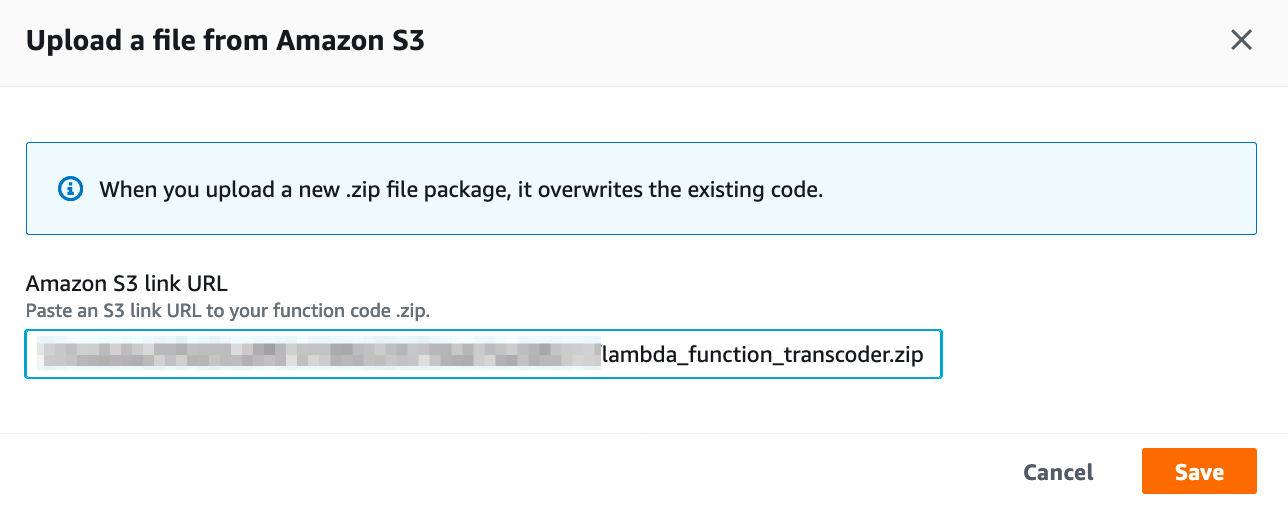 Upload a file from Amazon S3
When you upload a new .zip file package, it overwrites the existing code.
Amazon S3 link URL
Paste an S3 link URL to your function code .zip.
lambda_function_transcoder.zip
Cancel
Save